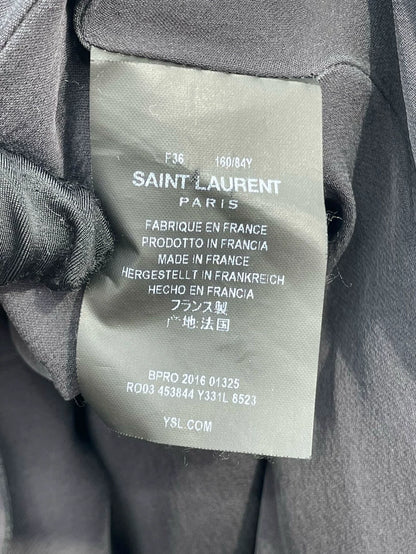 F36 160/84Y
SAINT LAURENT
PARIS
FABRIQUE EN FRANCE
PRODOTTO IN FRANCIA
MADE IN FRANCE
HERGESTELLT IN FRANKREICH
HECHO EN FRANCIA
フランス製
产地:法国
BPRO 2016 01325
RO03 453844 Y331L 8523
YSL.COM